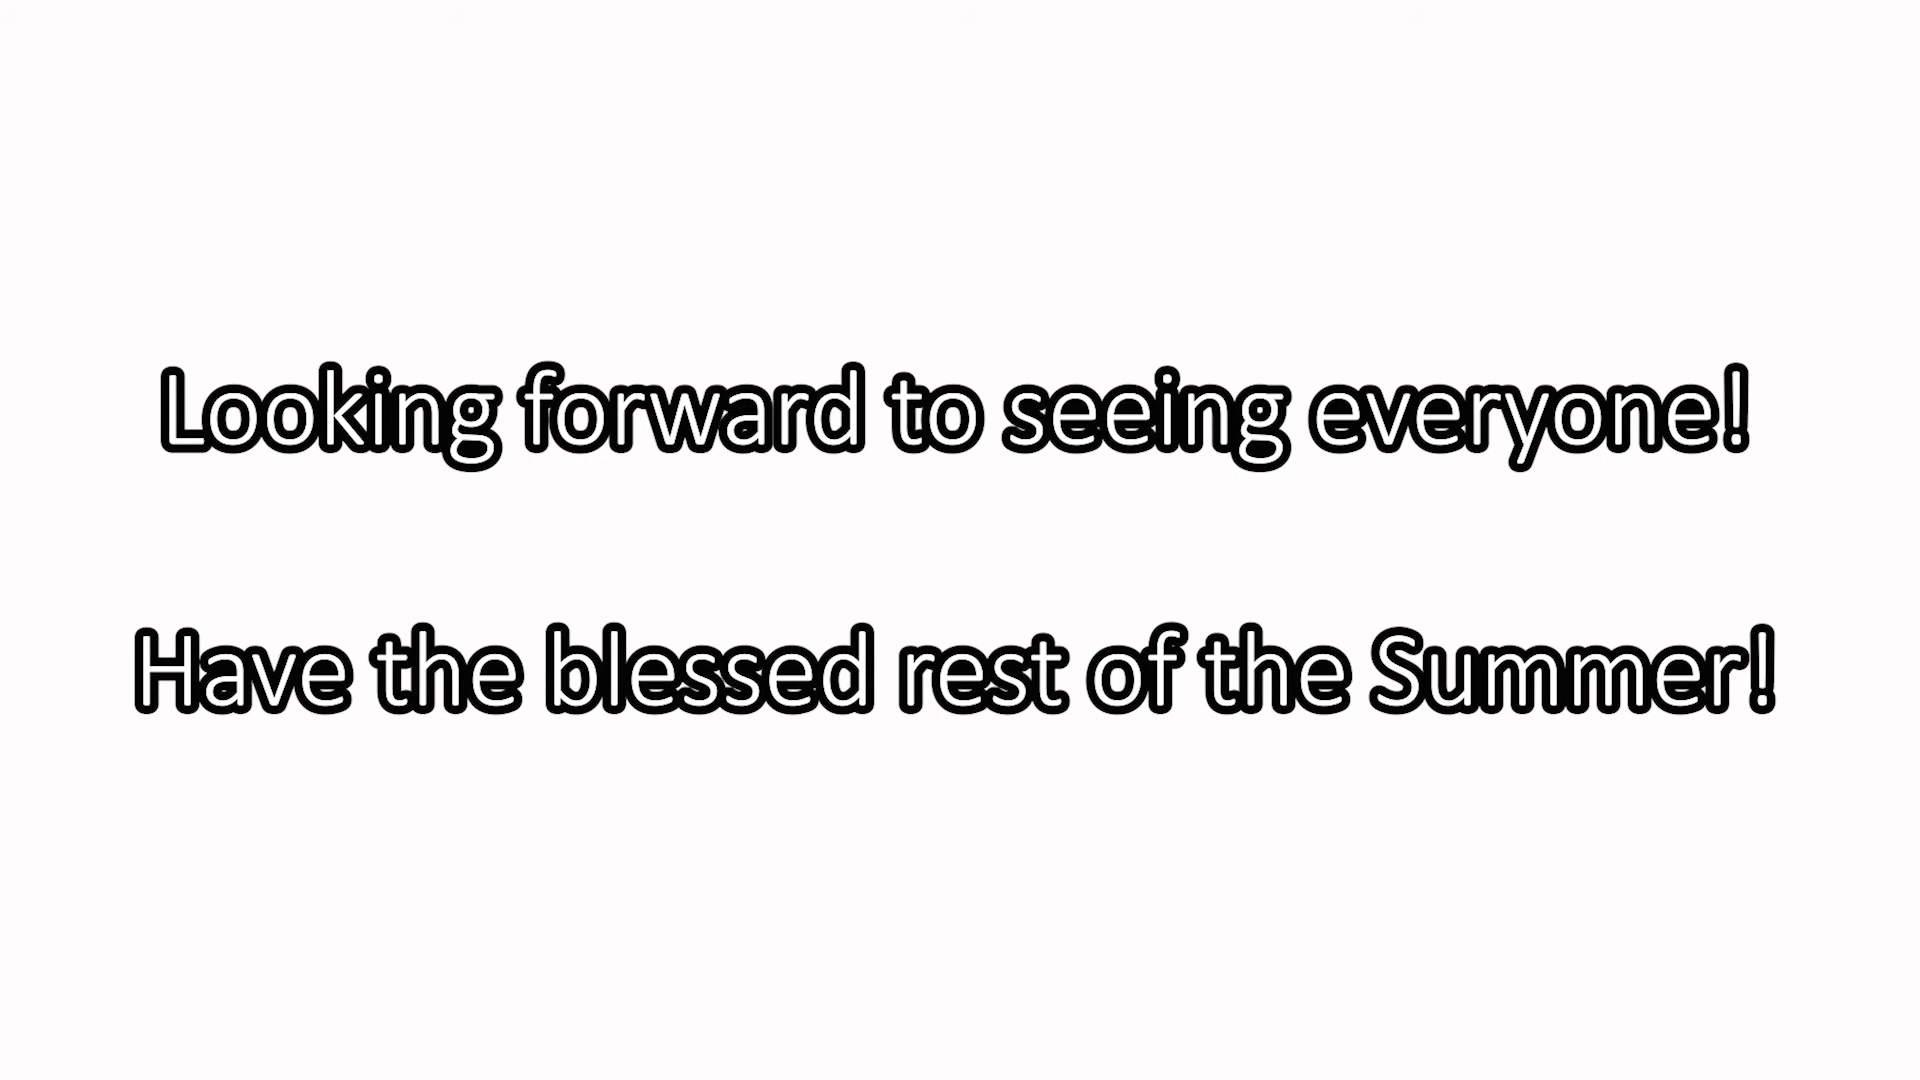 Looking forward to seeing everyone!
Have the blessed rest of the Summer!